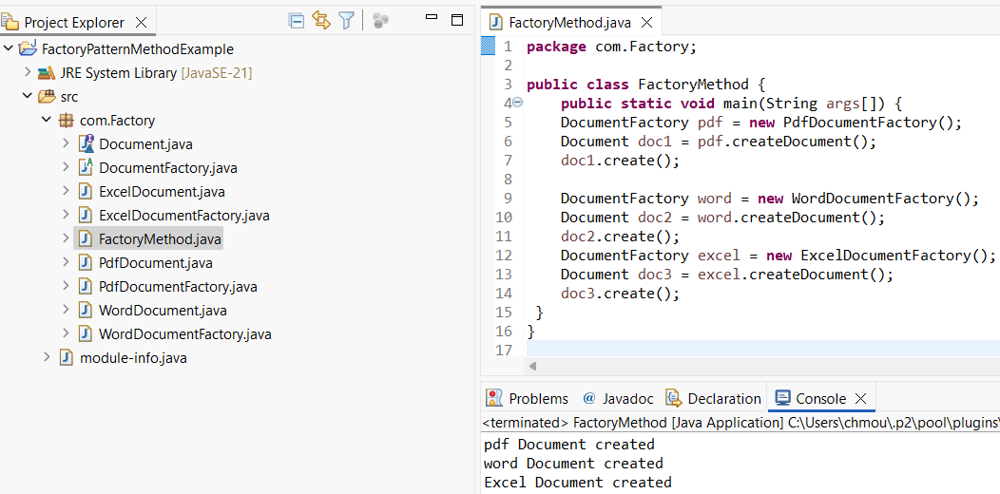 Project Explorer
FactoryPatternMethodExample
JRE System Library [JavaSE-21]
src
com.Factory
Document.java
DocumentFactory.java
ExcelDocument.java
ExcelDocumentFactory.java
FactoryMethod.java
PdfDocument.java
PdfDocumentFactory.java
WordDocument.java
WordDocumentFactory.java
module-info.java
FactoryMethod.java
1 package com.Factory;
2
3 public class FactoryMethod {
4 public static void main(String args[]) {
5 DocumentFactory pdf = new PdfDocumentFactory();
6 Document doc1 = pdf.createDocument();
7 doc1.create();
8
9 DocumentFactory word = new WordDocumentFactory();
10 Document doc2 = word.createDocument();
11 doc2.create();
12 DocumentFactory excel = new ExcelDocumentFactory();
13 Document doc3 = excel.createDocument();
14 doc3.create();
15 }
16 }
17
Problems @ Javadoc Declaration Console
<terminated> FactoryMethod [Java Application] C:\Users\chmou\.p2\pool\plugins\
pdf Document created
word Document created
Excel Document created